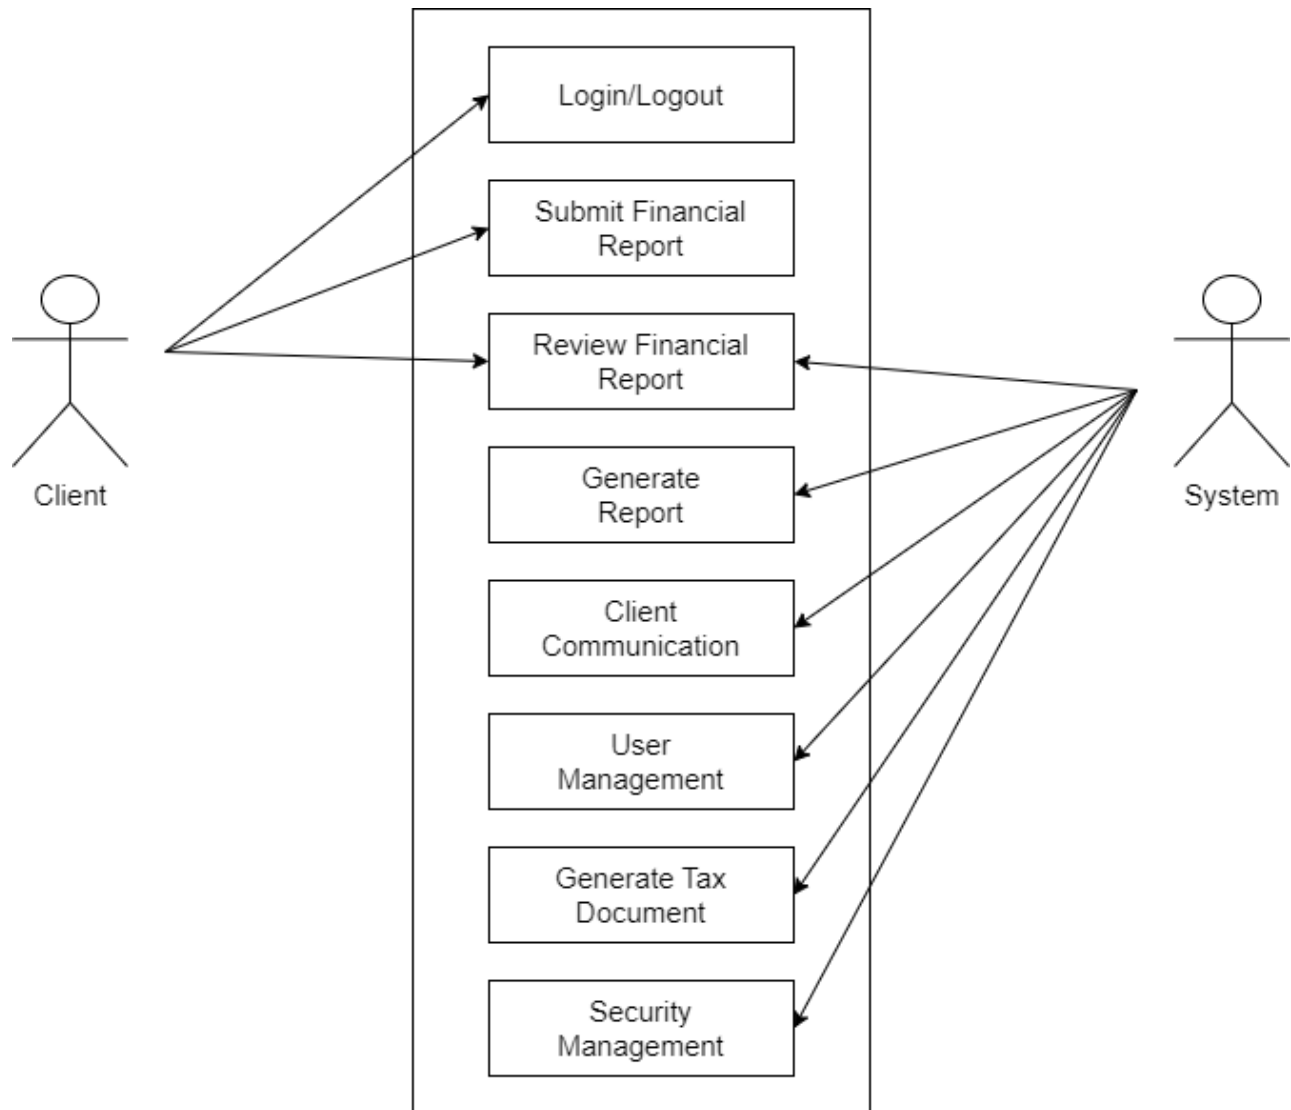 Login/Logout
Submit Financial
Report
Review Financial
Report
Generate
Report
Client
Communication
User
Management
Generate Tax
Document
Security
Management
Client
System